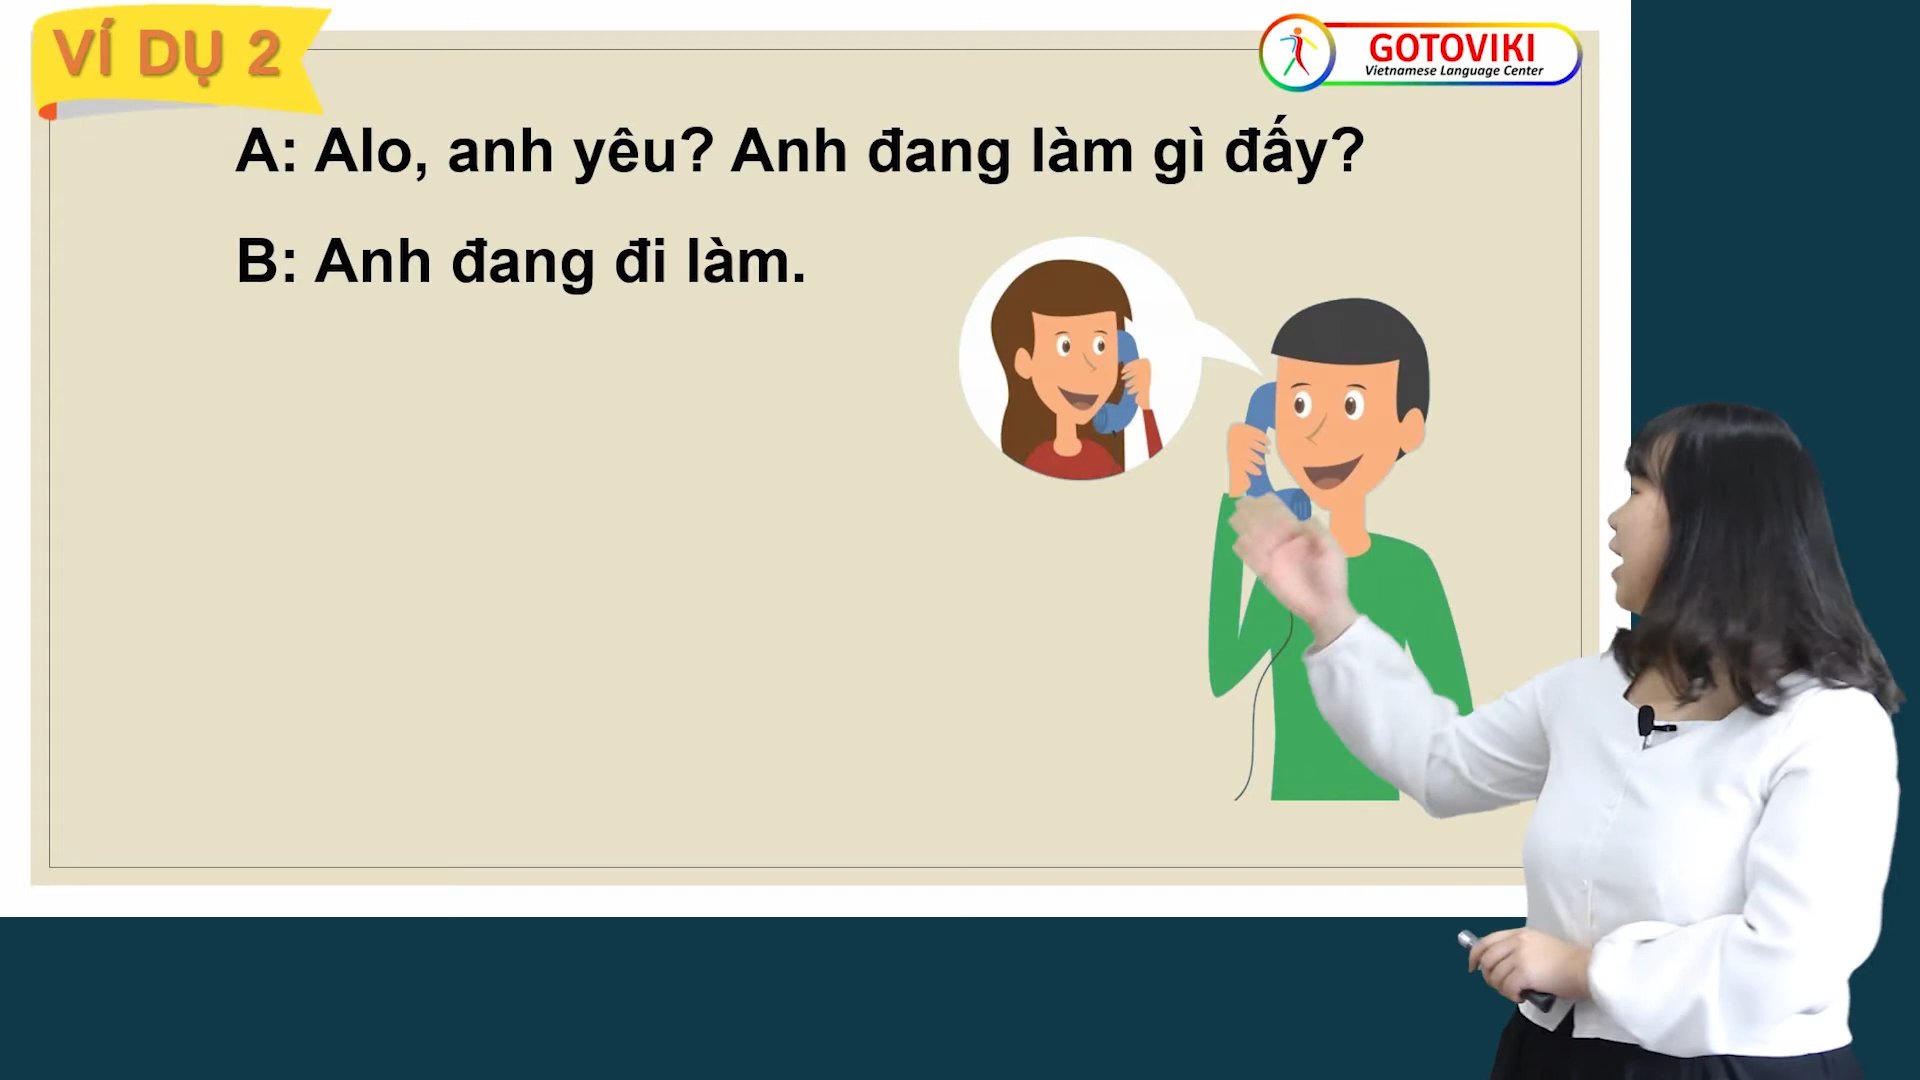 VÍ DỤ 2
GOTOVIKI
Vietnamese Language Center
A: Alo, anh yêu? Anh đang làm gì đấy?
B: Anh đang đi làm.